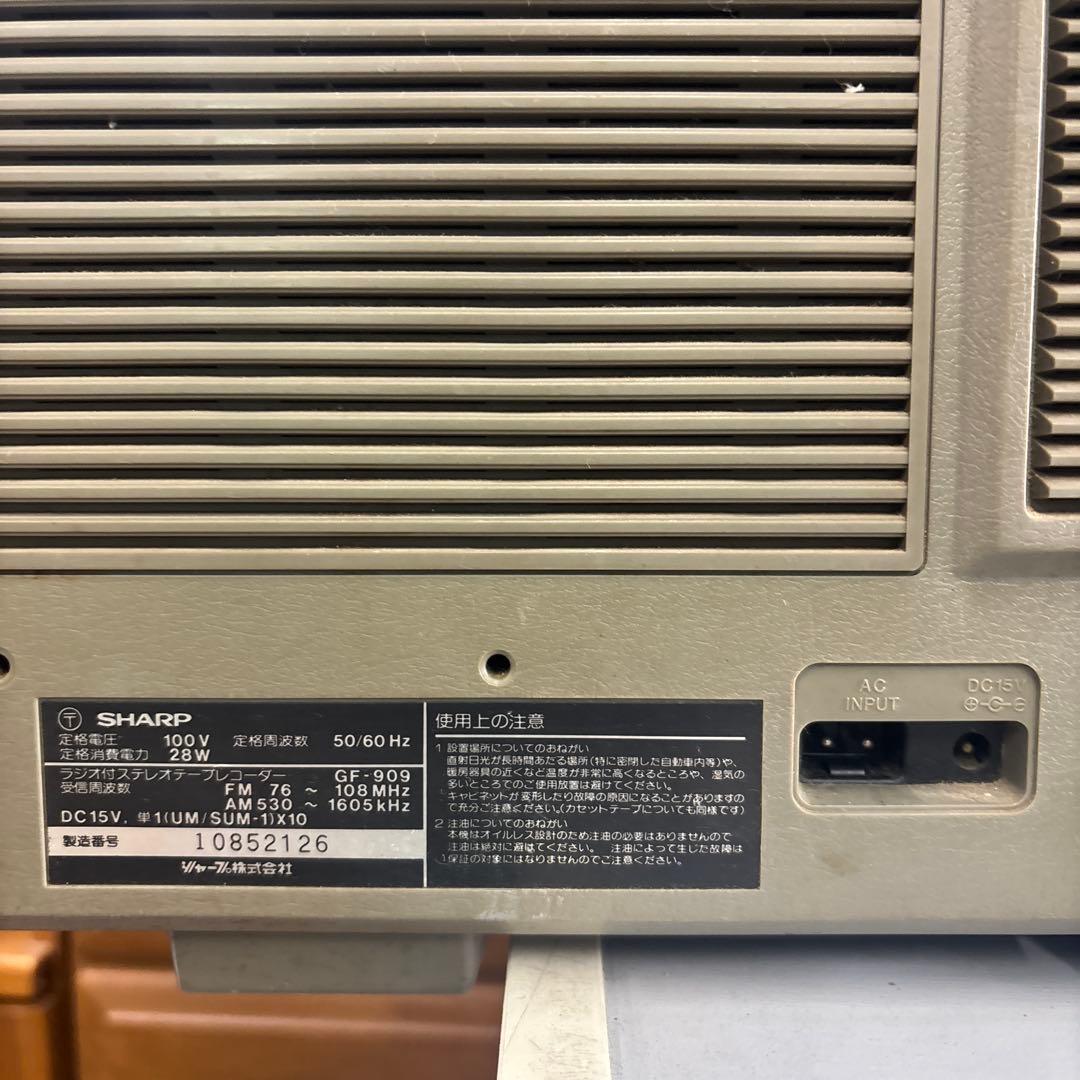 〒 SHARP
定格電圧 100V 定格周波数 50/60Hz
定格消費電力 28W
ラジオ付ステレオテープレコーダー GF-909
受信周波数 FM 76 ~ 108MHz
AM530 ~ 1605kHz
DC15V. 単1(UM/SUM-1)X10
製造番号 10852126
シャープ株式会社
使用上の注意
1 設置場所についてのおねがい
直射日光が長時間あたる場所(特に密閉した自動車内等)や、
暖房器具の近くなど温度が非常に高くなるところや、湿気の
多いところでのご使用放置は避けてください。
キャビネットが変形したり故障の原因になることがありますの
で充分ご注意ください。(カセットテープについても同様です)
2 注油についてのおねがい
本機はオイルレス設計のため注油の必要はありませんので
注油は絶対に避けてください。 注油によって生じた故障は
保証の対象にはなりませんのでご注意ください。
AC
INPUT
DC15V